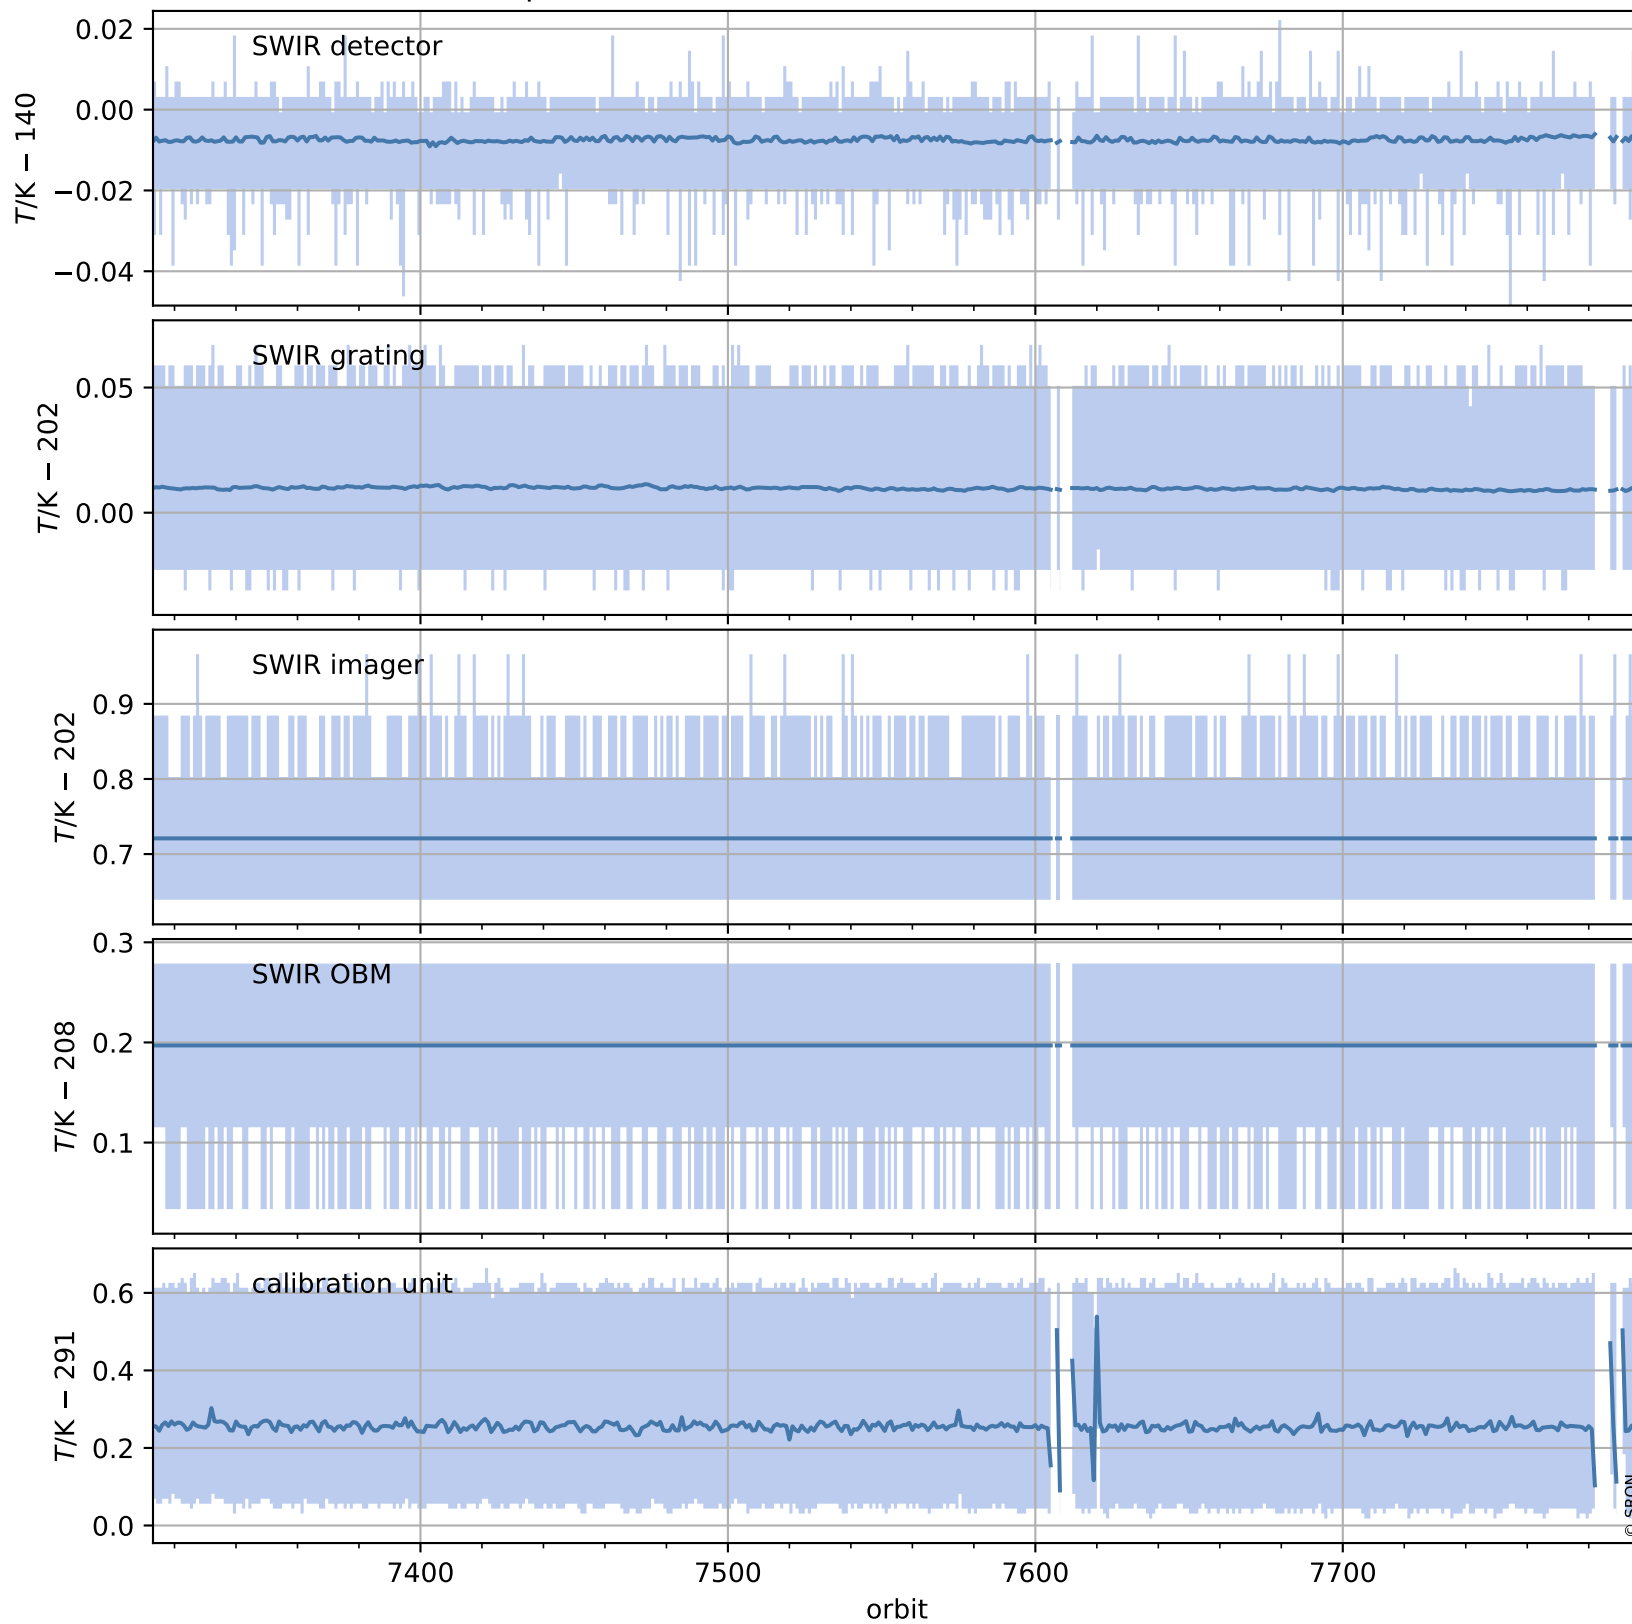 0.02
0.00
−0.02
−0.04
T/K − 140
SWIR detector
0.05
0.00
T/K − 202
SWIR grating
0.9
0.8
0.7
T/K − 202
SWIR imager
0.3
0.2
0.1
T/K − 208
SWIR OBM
0.6
0.4
0.2
0.0
T/K − 291
calibration unit
© SRON
7400 7500 7600 7700
orbit